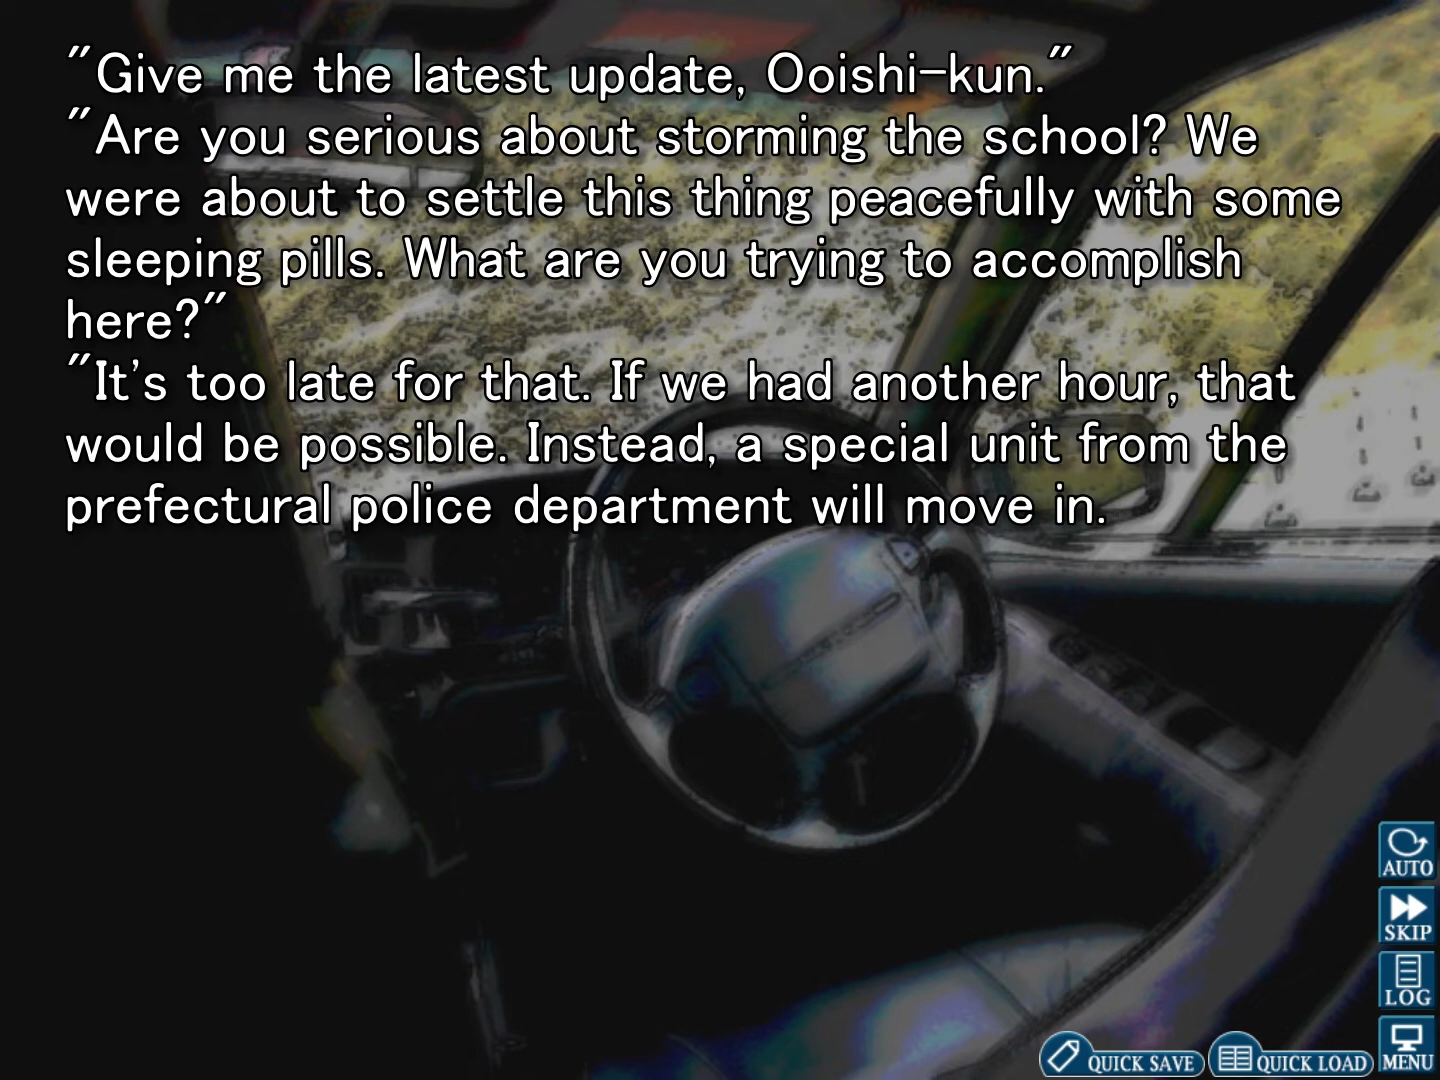 "Give me the latest update, Ooishi-kun."
"Are you serious about storming the school? We
were about to settle this thing peacefully with some
sleeping pills. What are you trying to accomplish
here?"
"It's too late for that. If we had another hour, that
would be possible. Instead, a special unit from the
prefectural police department will move in.
AUTO
SKIP
LOG
MENU
QUICK SAVE
QUICK LOAD